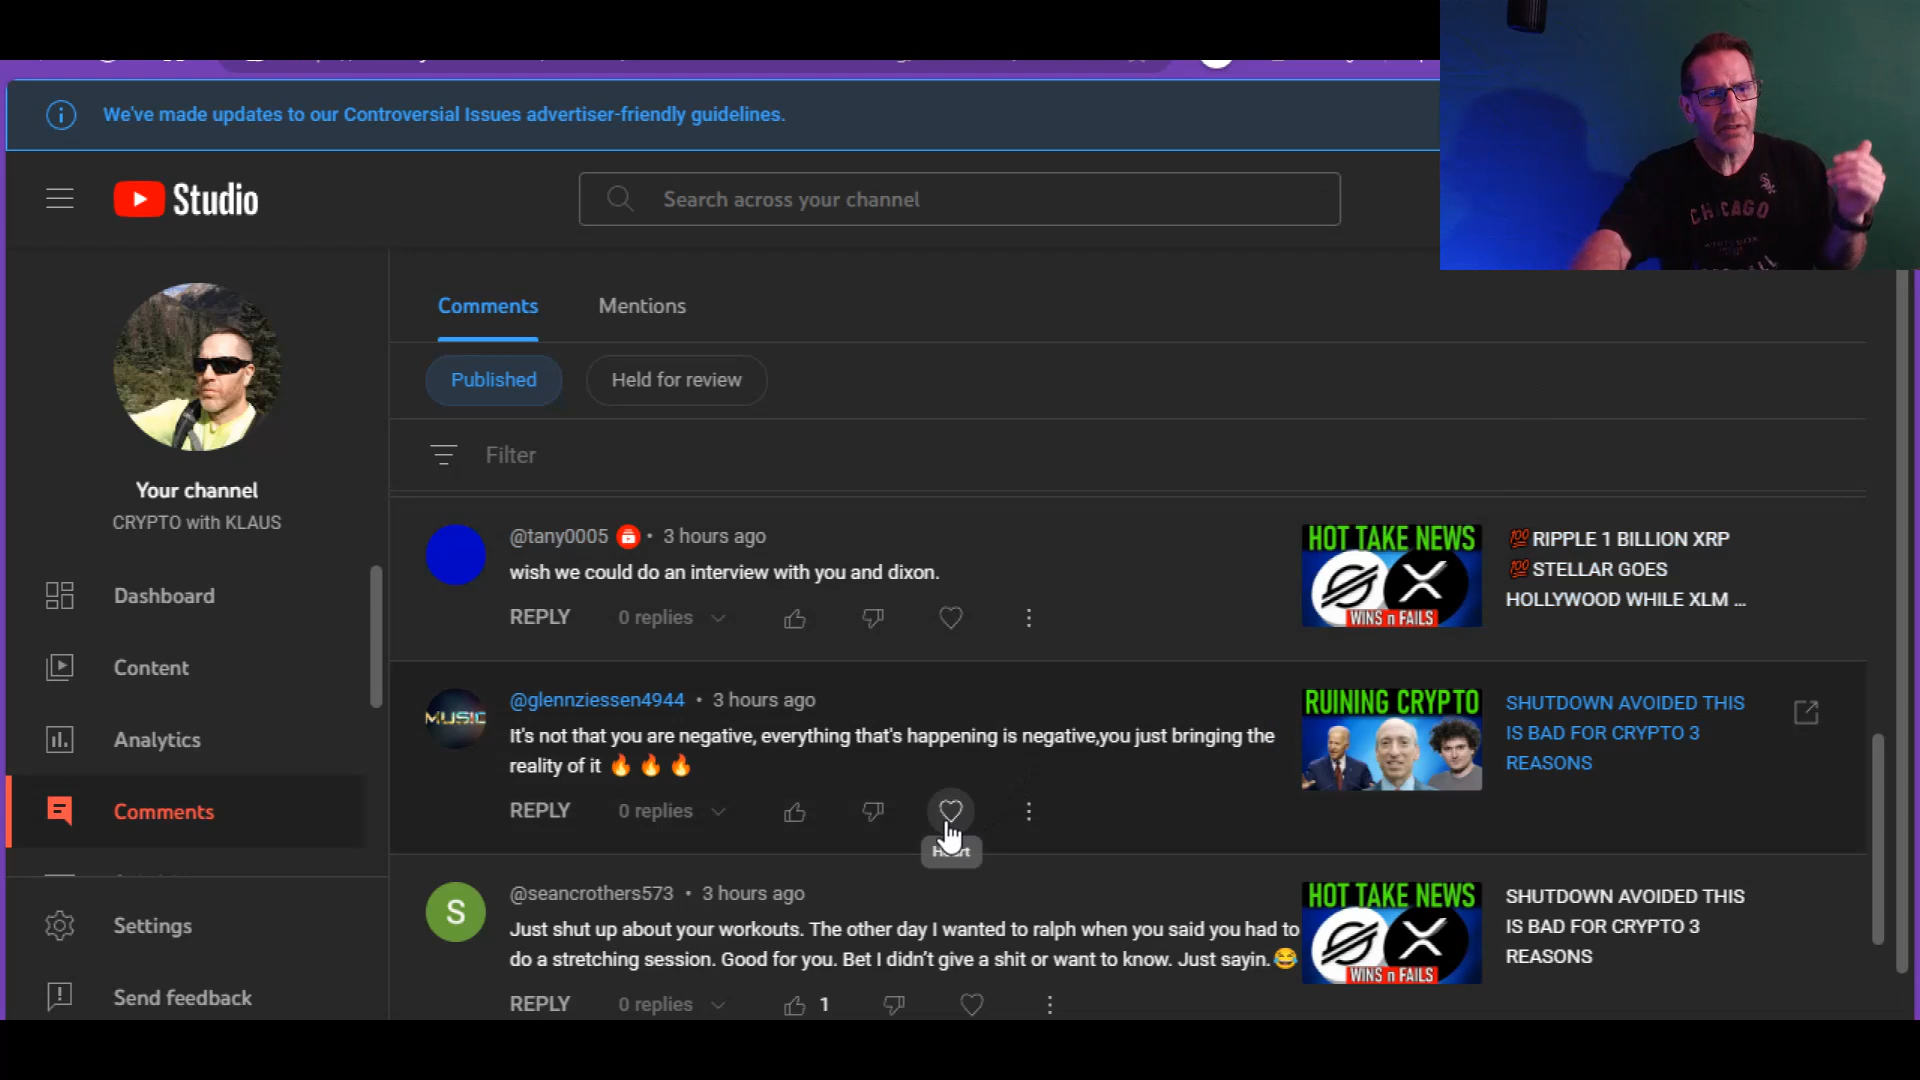 We've made updates to our Controversial Issues advertiser-friendly guidelines.
Studio
Search across your channel
CHICAGO
Your channel
CRYPTO with KLAUS
Dashboard
Content
Analytics
Comments
Settings
Send feedback
Comments
Mentions
Published
Held for review
Filter
@tany0005 • 3 hours ago
wish we could do an interview with you and dixon.
REPLY
0 replies
HOT TAKE NEWS
WINS n FAILS
💯RIPPLE 1 BILLION XRP
💯STELLAR GOES
HOLLYWOOD WHILE XLM ...
MUSIC
@glennziessen4944 • 3 hours ago
It's not that you are negative, everything that's happening is negative,you just bringing the
reality of it 🔥 🔥 🔥
REPLY
0 replies
RUINING CRYPTO
SHUTDOWN AVOIDED THIS
IS BAD FOR CRYPTO 3
REASONS
S
@seancrothers573 • 3 hours ago
Just shut up about your workouts. The other day I wanted to ralph when you said you had to
do a stretching session. Good for you. Bet I didn't give a shit or want to know. Just sayin.😂
REPLY
0 replies
1
HOT TAKE NEWS
WINS n FAILS
SHUTDOWN AVOIDED THIS
IS BAD FOR CRYPTO 3
REASONS